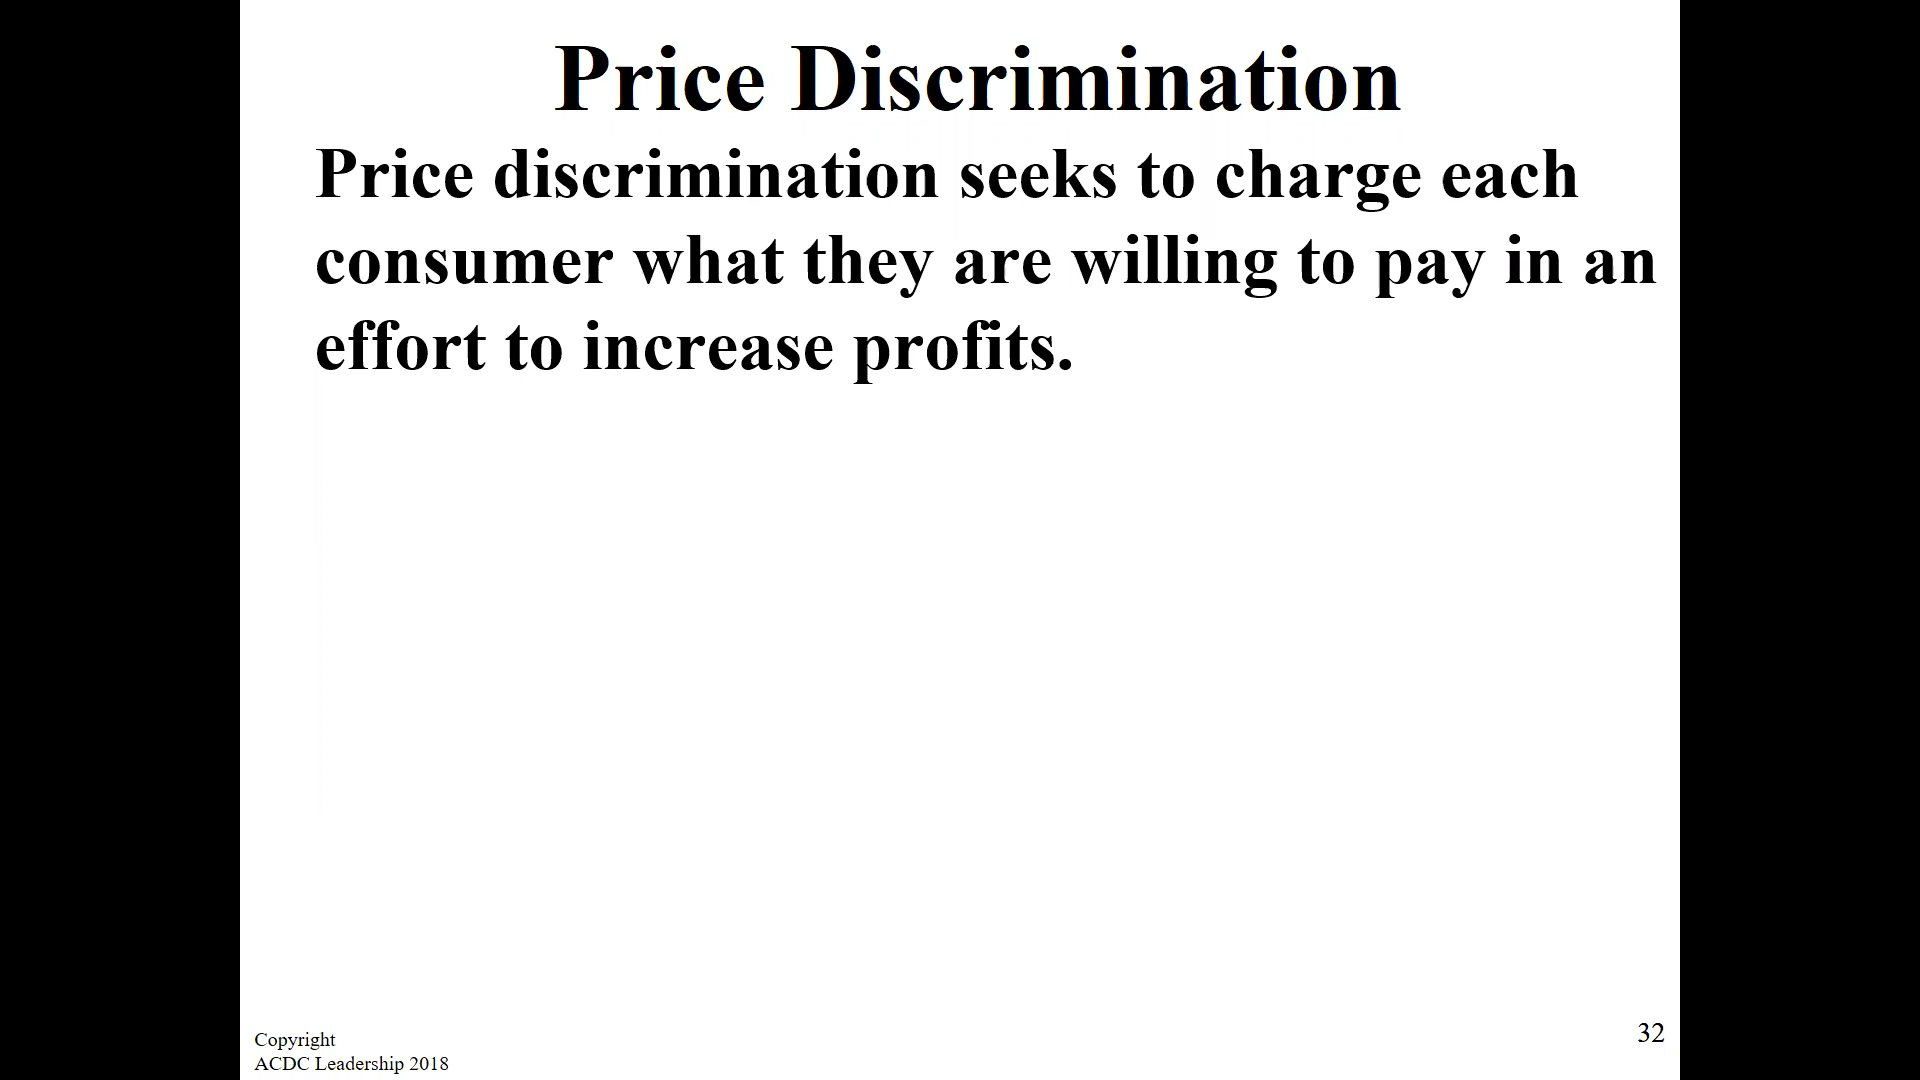 Price Discrimination
Price discrimination seeks to charge each
consumer what they are willing to pay in an
effort to increase profits.
Copyright
ACDC Leadership 2018
32